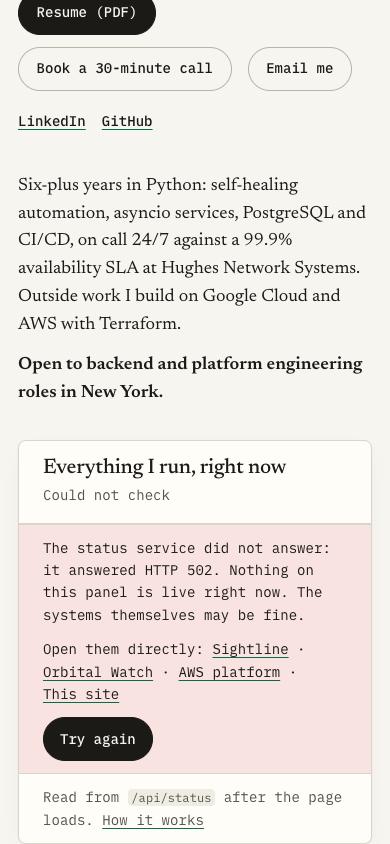 Resume (PDF)
Book a 30-minute call
Email me
LinkedIn GitHub
Six-plus years in Python: self-healing
automation, asyncio services, PostgreSQL and
CI/CD, on call 24/7 against a 99.9%
availability SLA at Hughes Network Systems.
Outside work I build on Google Cloud and
AWS with Terraform.
Open to backend and platform engineering
roles in New York.
Everything I run, right now
Could not check
The status service did not answer:
it answered HTTP 502. Nothing on
this panel is live right now. The
systems themselves may be fine.
Open them directly: Sightline ·
Orbital Watch · AWS platform ·
This site
Try again
Read from /api/status after the page
loads. How it works